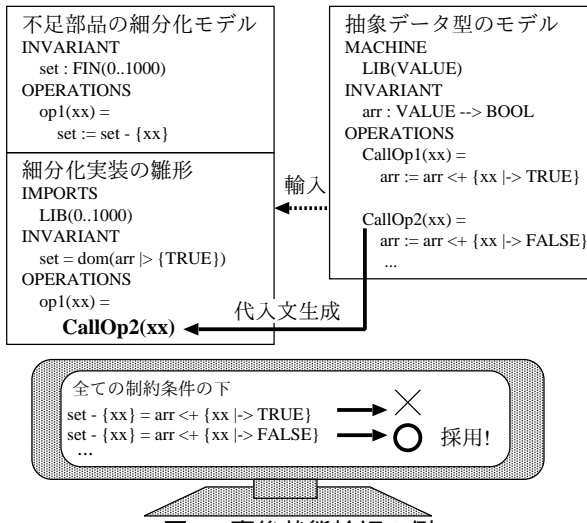 不足部品の細分化モデル
INVARIANT
set : FIN(0..1000)
OPERATIONS
op1(xx) =
set := set - {xx}
細分化実装の雛形
IMPORTS
LIB(0..1000)
INVARIANT
set = dom(arr |> {TRUE})
OPERATIONS
op1(xx) =
CallOp2(xx)
輸入
代入文生成
抽象データ型のモデル
MACHINE
LIB(VALUE)
INVARIANT
arr : VALUE --> BOOL
OPERATIONS
CallOp1(xx) =
arr := arr <+ {xx |-> TRUE}
CallOp2(xx) =
arr := arr <+ {xx |-> FALSE}
...
全ての制約条件の下
set - {xx} = arr <+ {xx |-> TRUE}
set - {xx} = arr <+ {xx |-> FALSE}
採用!
...